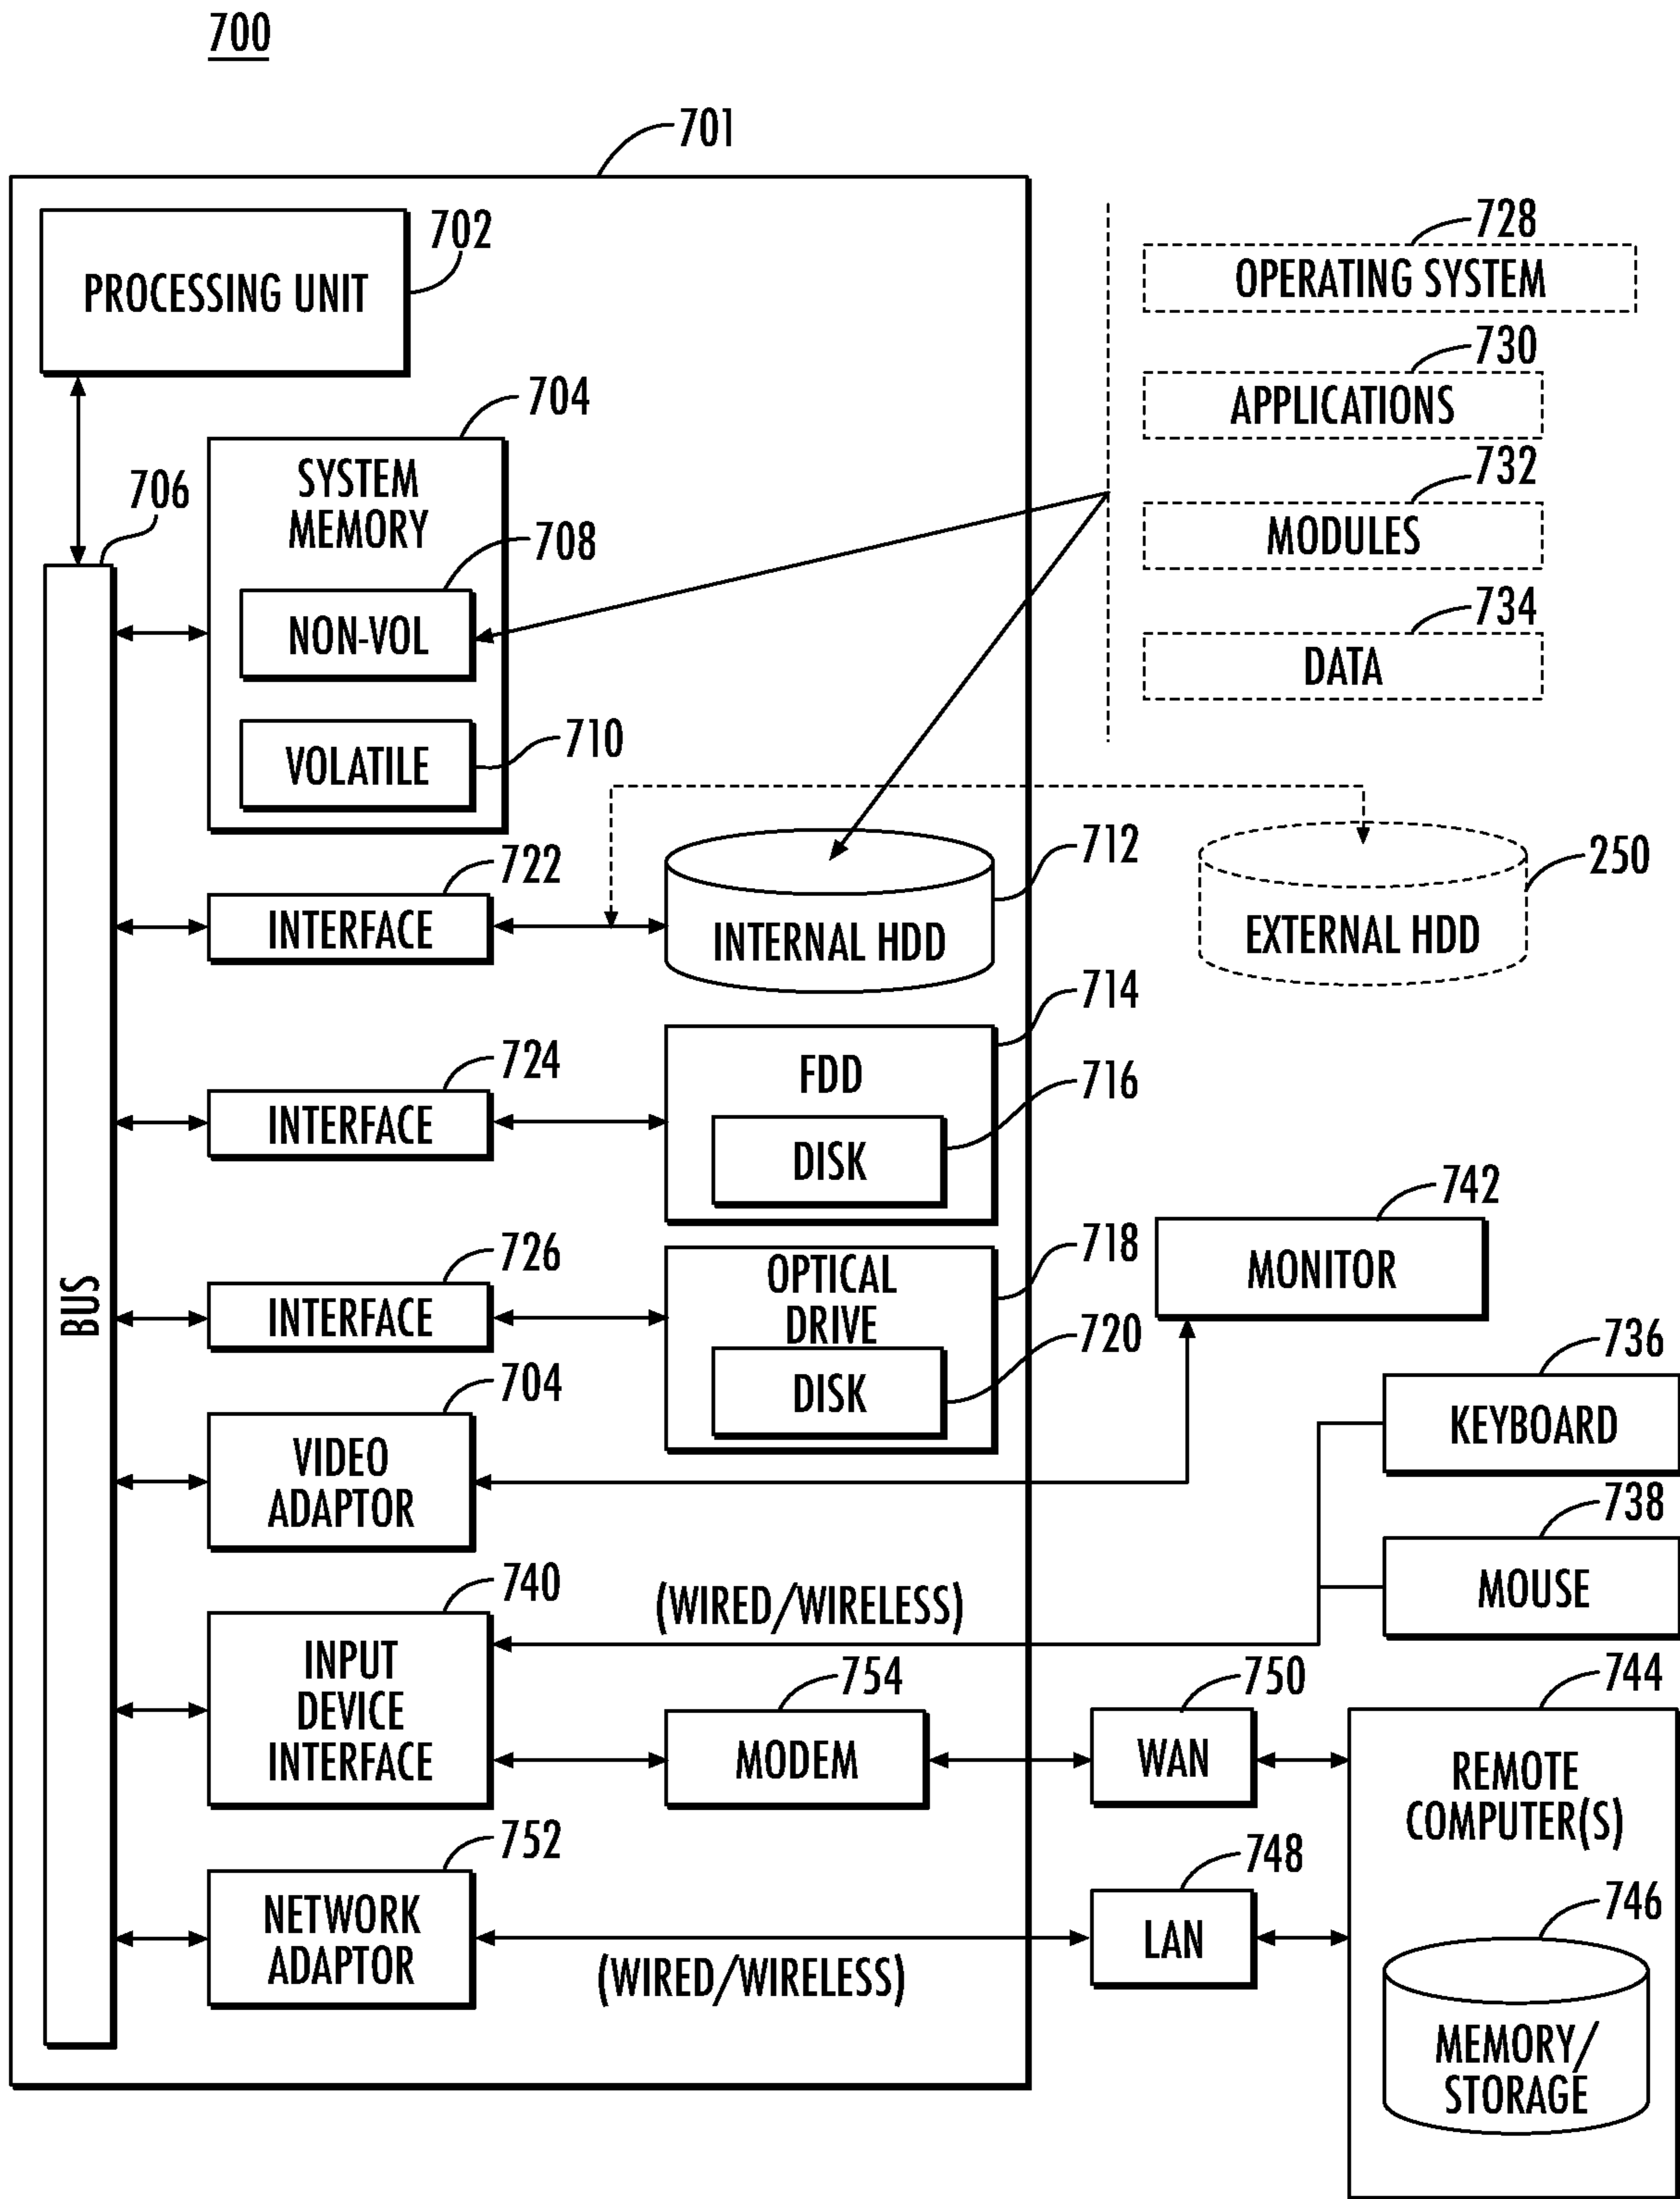 700
701
702
PROCESSING UNIT
728
OPERATING SYSTEM
730
APPLICATIONS
732
MODULES
734
DATA
704
SYSTEM
MEMORY
706
708
NON-VOL
710
VOLATILE
BUS
722
INTERFACE
712
INTERNAL HDD
250
EXTERNAL HDD
724
INTERFACE
714
FDD
716
DISK
726
INTERFACE
718
OPTICAL
DRIVE
720
DISK
742
MONITOR
704
VIDEO
ADAPTOR
736
KEYBOARD
738
MOUSE
740
INPUT
DEVICE
INTERFACE
(WIRED/WIRELESS)
754
MODEM
750
WAN
744
REMOTE
COMPUTER(S)
752
NETWORK
ADAPTOR
(WIRED/WIRELESS)
748
LAN
746
MEMORY/
STORAGE